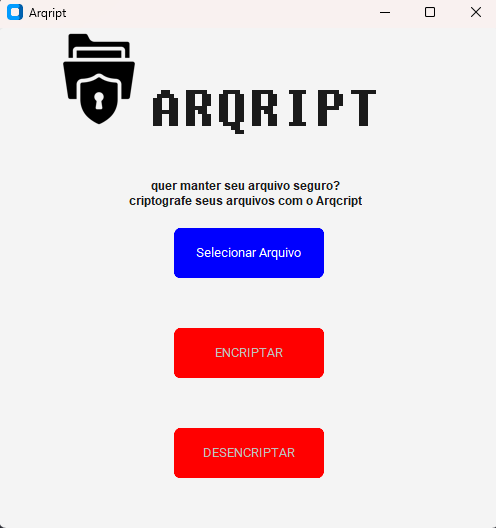 Arqript
ARQRIPT
quer manter seu arquivo seguro?
criptografe seus arquivos com o Arqcript
Selecionar Arquivo
ENCRIPTAR
DESENCRIPTAR